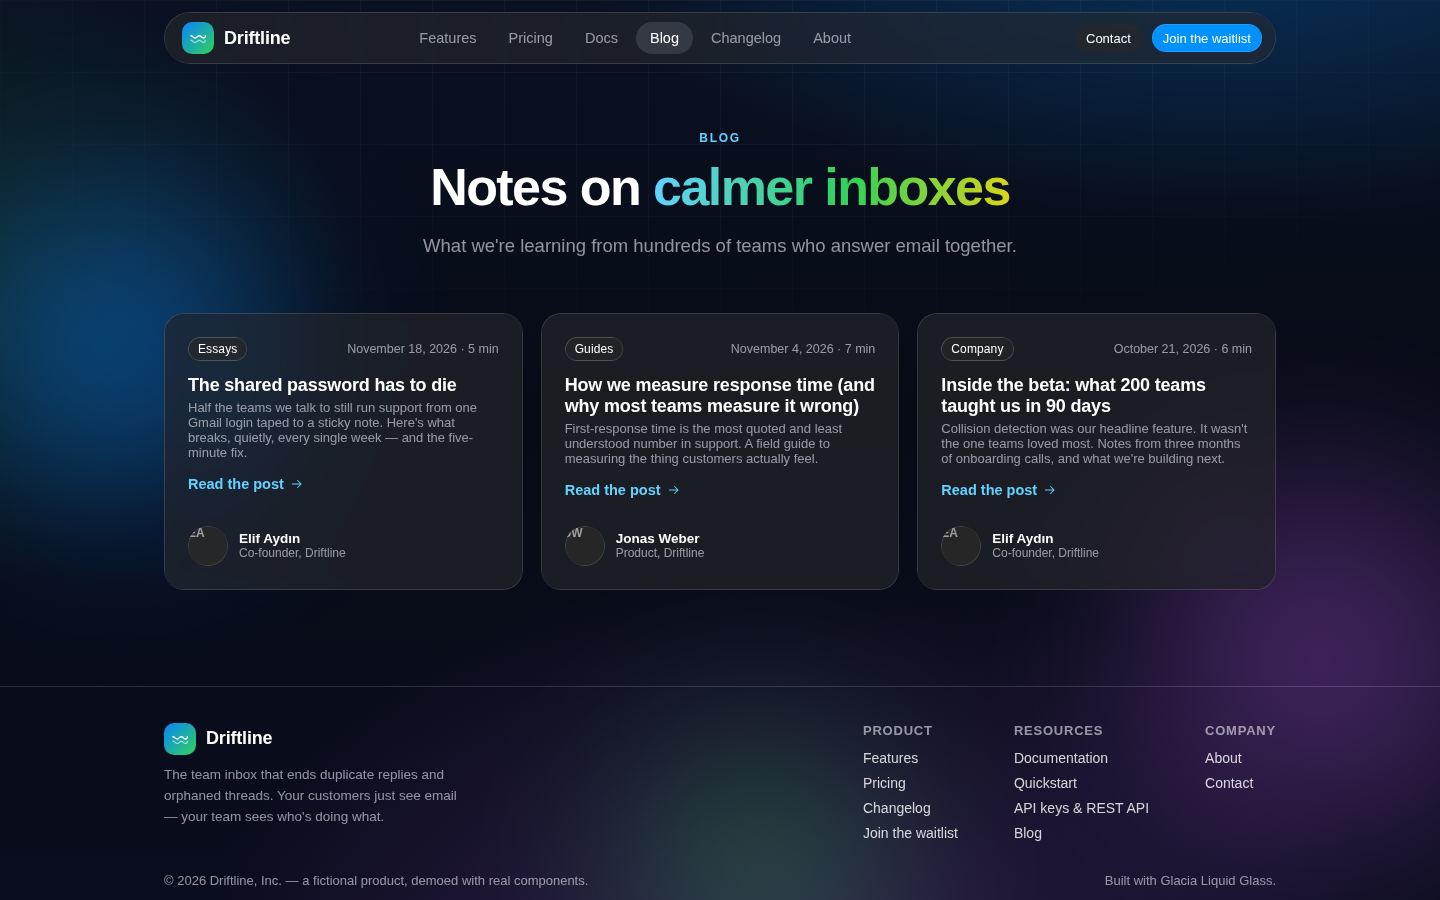 Driftline
Features Pricing Docs Blog Changelog About
Contact Join the waitlist
BLOG
Notes on calmer inboxes
What we're learning from hundreds of teams who answer email together.
Essays November 18, 2026 · 5 min
The shared password has to die
Half the teams we talk to still run support from one
Gmail login taped to a sticky note. Here's what
breaks, quietly, every single week — and the five-
minute fix.
Read the post →
Elif Aydın
Co-founder, Driftline
Guides November 4, 2026 · 7 min
How we measure response time (and
why most teams measure it wrong)
First-response time is the most quoted and least
understood number in support. A field guide to
measuring the thing customers actually feel.
Read the post →
Jonas Weber
Product, Driftline
Company October 21, 2026 · 6 min
Inside the beta: what 200 teams
taught us in 90 days
Collision detection was our headline feature. It wasn't
the one teams loved most. Notes from three months
of onboarding calls, and what we're building next.
Read the post →
Elif Aydın
Co-founder, Driftline
Driftline
The team inbox that ends duplicate replies and
orphaned threads. Your customers just see email
— your team sees who's doing what.
PRODUCT
Features
Pricing
Changelog
Join the waitlist
RESOURCES
Documentation
Quickstart
API keys & REST API
Blog
COMPANY
About
Contact
© 2026 Driftline, Inc. — a fictional product, demoed with real components.
Built with Glacia Liquid Glass.